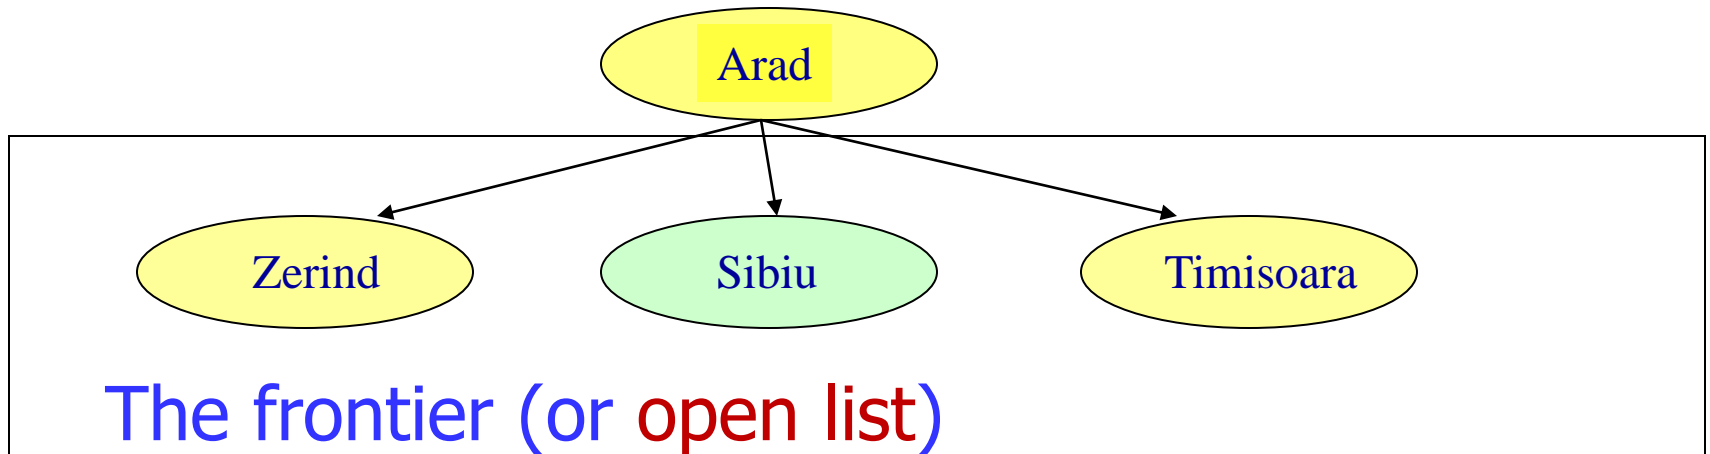 Arad
Zerind Sibiu Timisoara
The frontier (or open list)